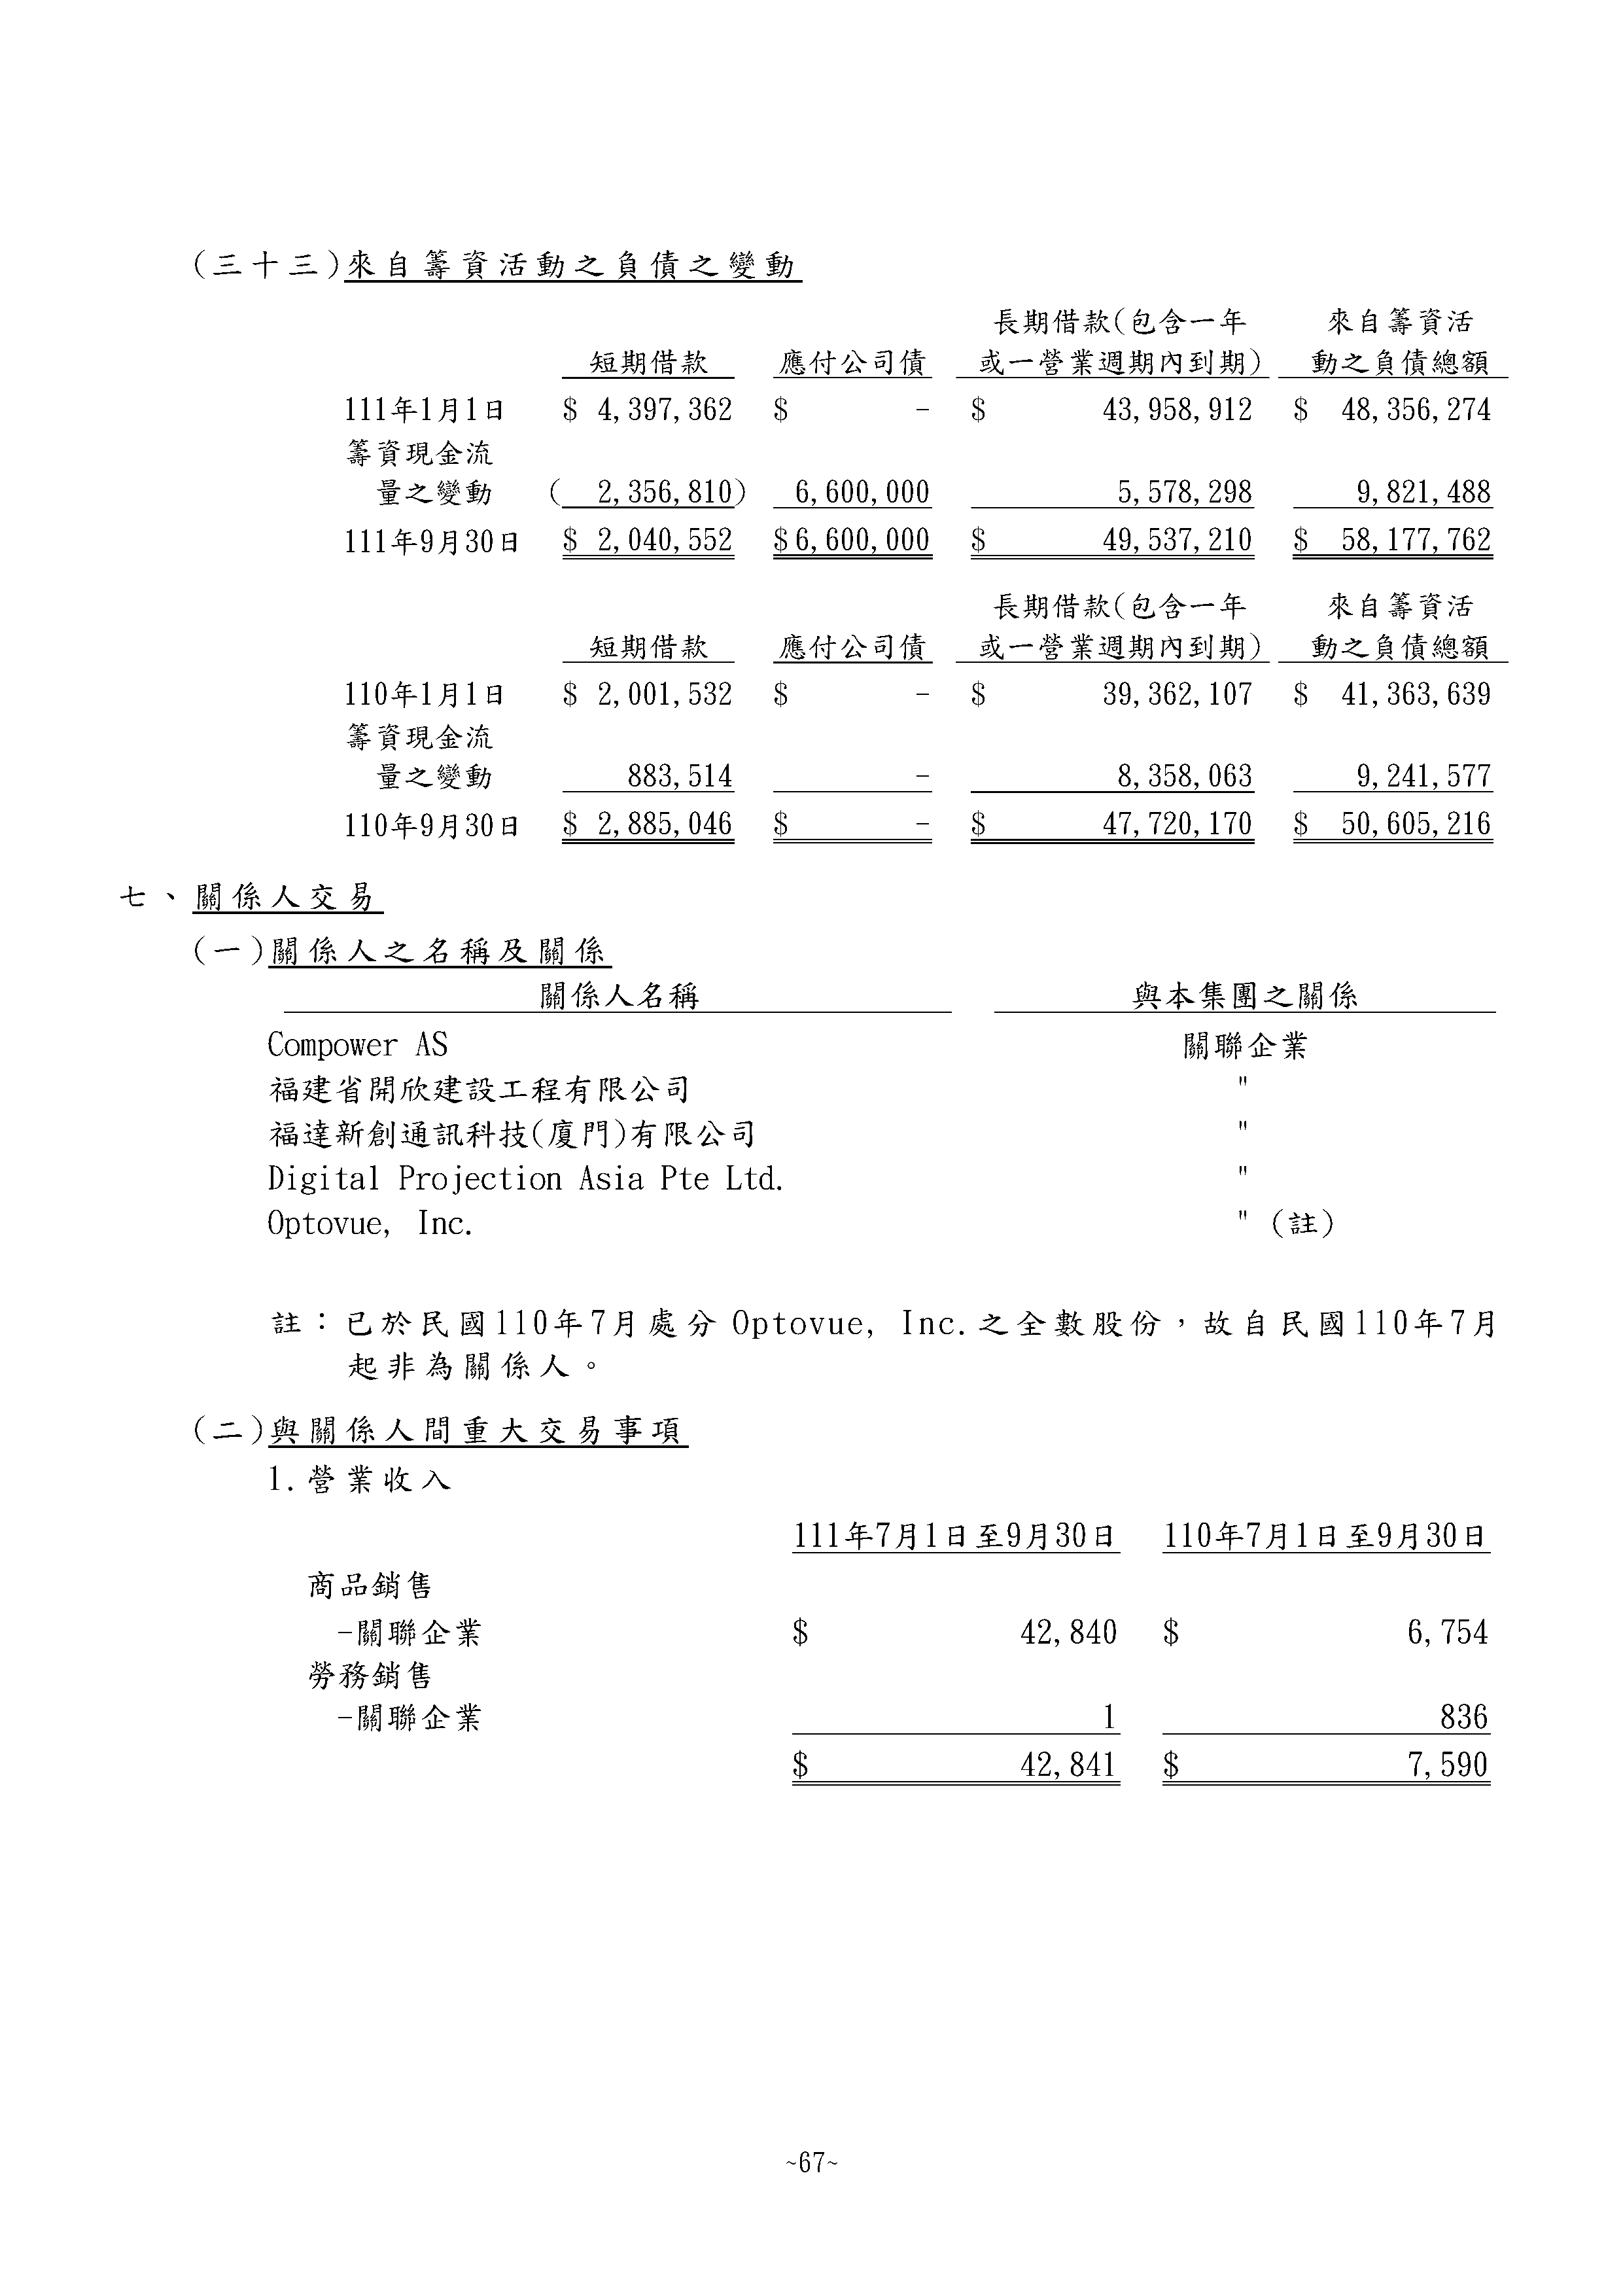 (三十三)來自籌資活動之負債之變動
長期借款(包含一年 來自籌資活
短期借款 應付公司債 或一營業週期內到期) 動之負債總額
111年1月1日 $ 4,397,362 $ - $ 43,958,912 $ 48,356,274
籌資現金流
量之變動 ( 2,356,810) 6,600,000 5,578,298 9,821,488
111年9月30日 $ 2,040,552 $6,600,000 $ 49,537,210 $ 58,177,762
長期借款(包含一年 來自籌資活
短期借款 應付公司債 或一營業週期內到期) 動之負債總額
110年1月1日 $ 2,001,532 $ - $ 39,362,107 $ 41,363,639
籌資現金流
量之變動 883,514 - 8,358,063 9,241,577
110年9月30日 $ 2,885,046 $ - $ 47,720,170 $ 50,605,216
七、關係人交易
(一)關係人之名稱及關係
關係人名稱 與本集團之關係
Compower AS 關聯企業
福建省開欣建設工程有限公司 "
福達新創通訊科技(廈門)有限公司 "
Digital Projection Asia Pte Ltd. "
Optovue, Inc. " (註)
註：已於民國110年7月處分 Optovue, Inc.之全數股份，故自民國110年7月
起非為關係人。
(二)與關係人間重大交易事項
1.營業收入
111年7月1日至9月30日 110年7月1日至9月30日
商品銷售
-關聯企業 $ 42,840 $ 6,754
勞務銷售
-關聯企業 1 836
$ 42,841 $ 7,590
~67~